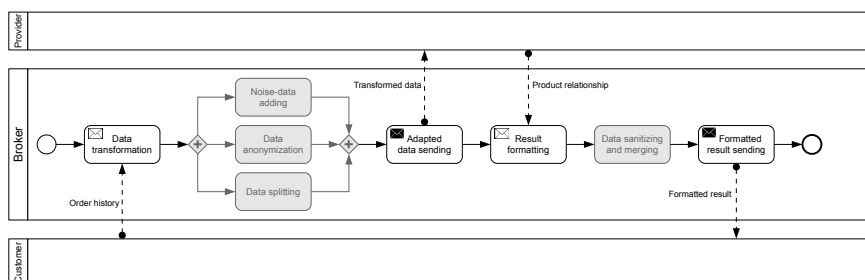 Provider
Transformed data
Product relationship
Broker
Noise-data
adding
Data
transformation
Data
anonymization
Data splitting
Adapted
data sending
Result
formatting
Data sanitizing
and merging
Formatted
result sending
Order history
Formatted result
Customer